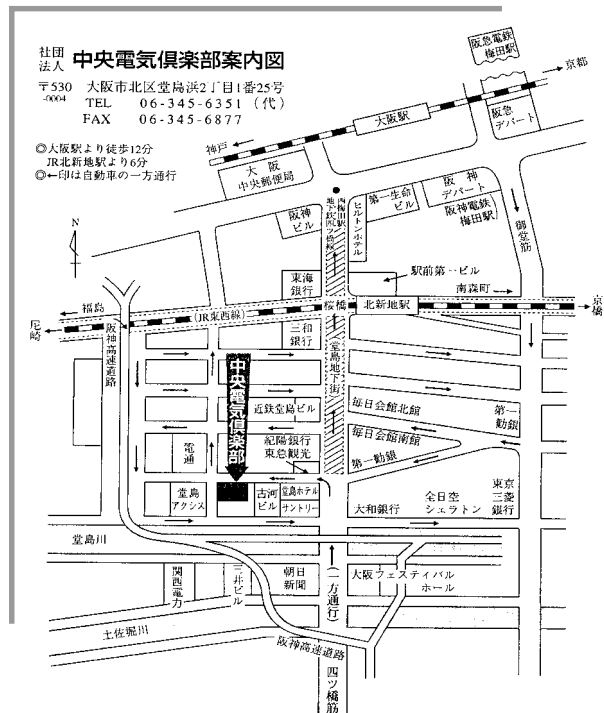 社団
法人 中央電気倶楽部案内図
〒530
-0004
大阪市北区堂島浜2丁目1番25号
TEL 06-345-6351(代)
FAX 06-345-6877
◎大阪駅より徒歩12分
JR北新地駅より6分
◎←印は自動車の一方通行
阪急電鉄
梅田駅
京都
大阪駅
阪急
デパート
神戸
大阪
中央郵便局
N
阪神
ビル
地下鉄四ツ橋線
西梅田駅
ヒルトンホテル
第一生命
ビル
阪神
デパート
阪神電鉄
梅田駅
御堂筋
東海
銀行
駅前第一ビル
南森町
福島
尼崎
(JR東西線)
桜橋
北新地駅
京橋
阪神高速道路
三和
銀行
(堂島地下街)
中央電気倶楽部
近鉄堂島ビル
毎日会館北館
第一
勧銀
電通
紀陽銀行
東急観光
毎日会館南館
第一勧銀
堂島
アクシス
古河
ビル
堂島ホテル
サントリー
大和銀行
全日空
シェラトン
東京
三菱
銀行
堂島川
関西電力
三井ビル
朝日
新聞
(一方通行)
大阪フェスティバル
ホール
土佐堀川
阪神高速道路
四ツ橋筋